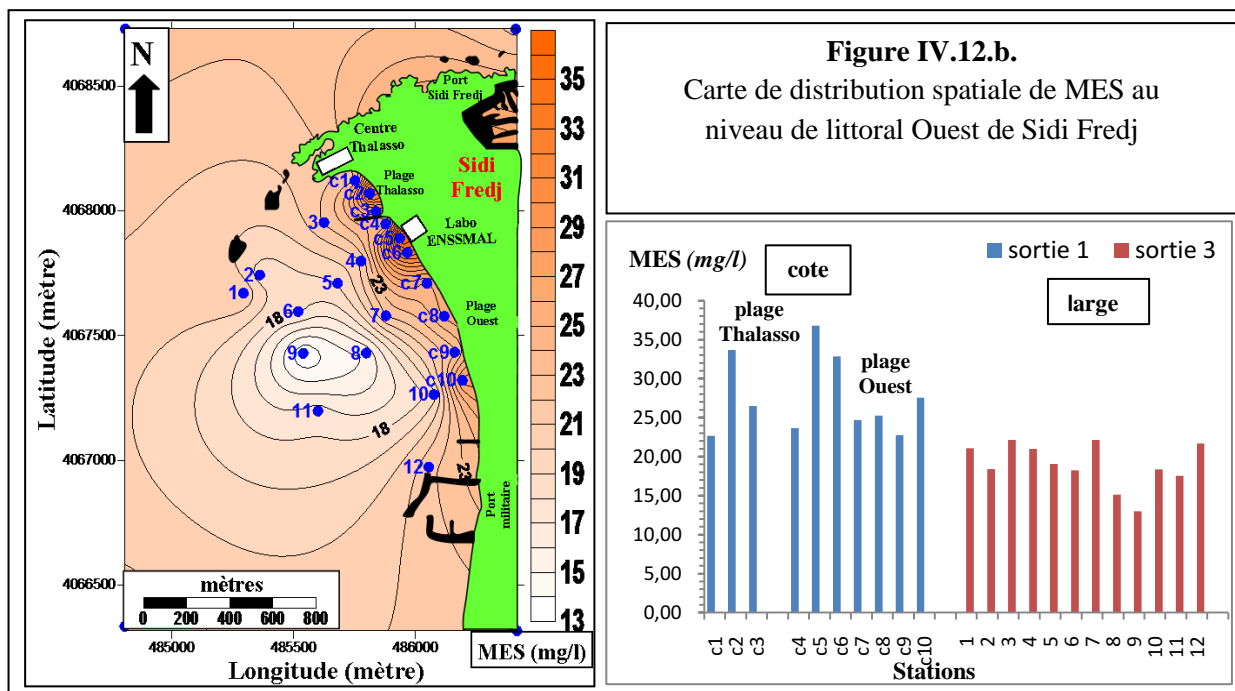 N
Port
Sidi Fredj
Centre
Thalasso
Sidi
Fredj
Plage
Thalasso
c1
c2
c3
c4
c5
c6
c7
c8
c9
c10
Labo
ENSSMAL
Plage
Ouest
Port
militaire
1
2
3
4
5
6
7
8
9
10
11
12
23
18
18
23
4068500
4068000
4067500
4067000
4066500
Latitude (mètre)
mètres
0 200 400 600 800
485000 485500 486000
Longitude (mètre)
35
33
31
29
28
27
25
23
21
19
17
15
13
MES (mg/l)
Figure IV.12.b.
Carte de distribution spatiale de MES au
niveau de littoral Ouest de Sidi Fredj
sortie 1 sortie 3
MES (mg/l)
cote
large
plage
Thalasso
plage
Ouest
40,00
35,00
30,00
25,00
20,00
15,00
10,00
5,00
0,00
c1 c2 c3 c4 c5 c6 c7 c8 c9 c10 1 2 3 4 5 6 7 8 9 10 11 12
Stations